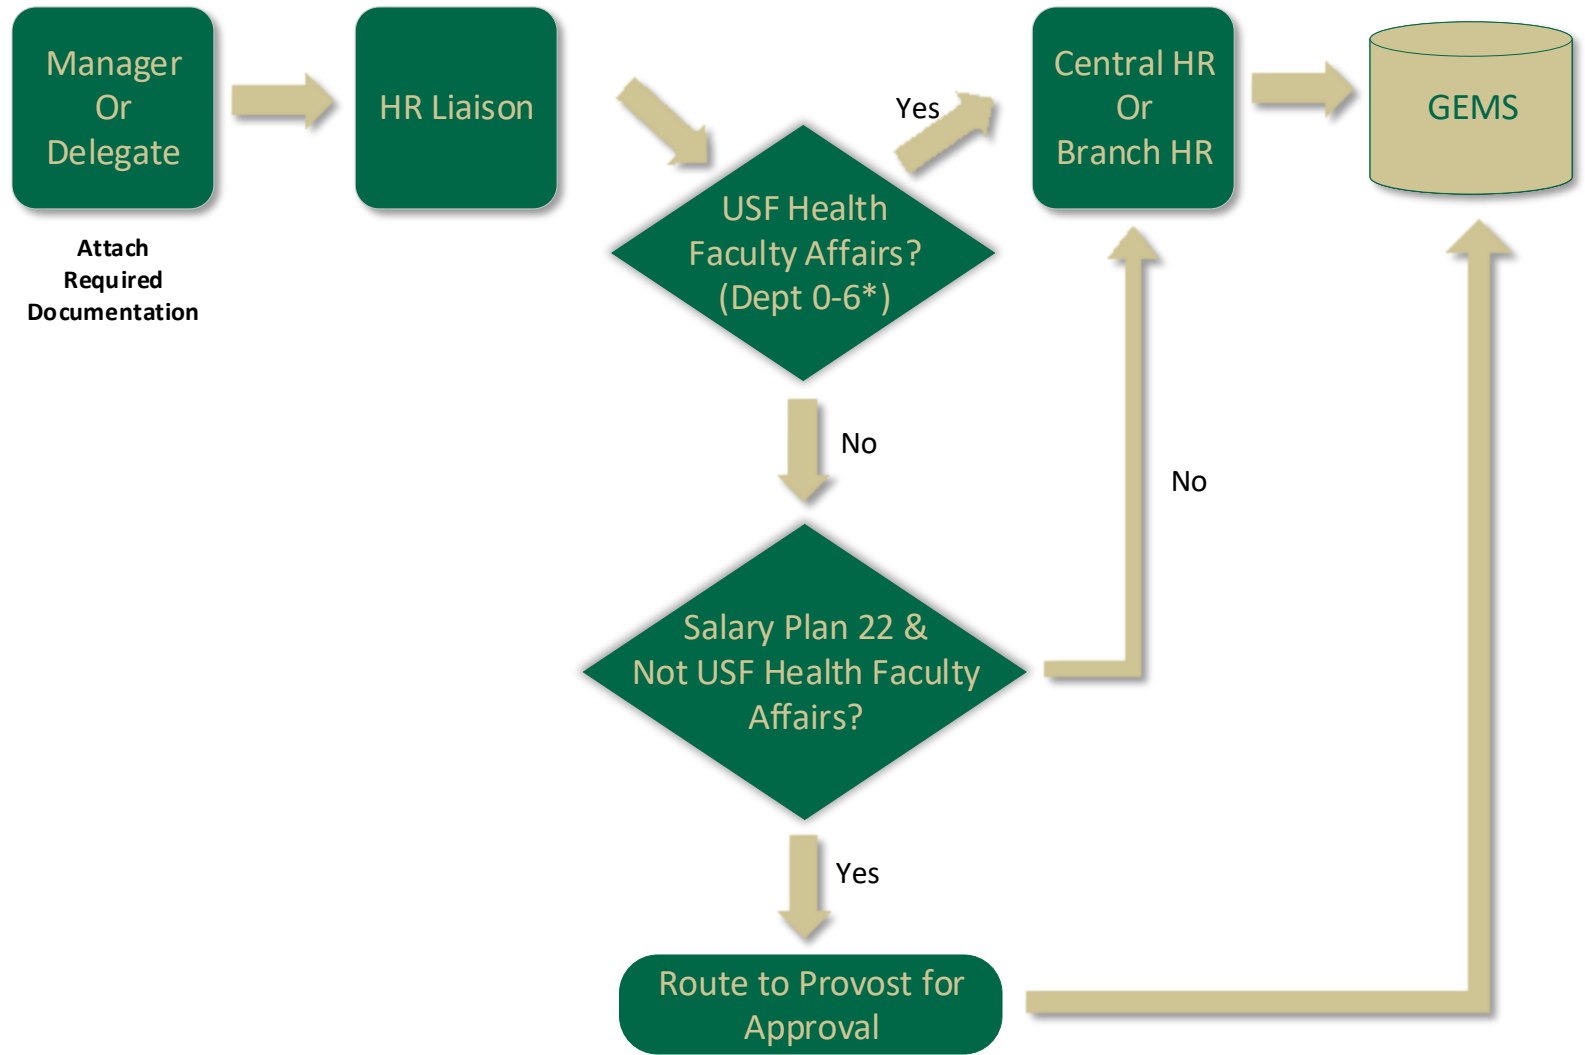 Manager
Or
Delegate
Attach
Required
Documentation
HR Liaison
USF Health
Faculty Affairs?
(Dept 0-6*)
Yes
Central HR
Or
Branch HR
GEMS
No
No
Salary Plan 22 &
Not USF Health Faculty
Affairs?
Yes
Route to Provost for
Approval